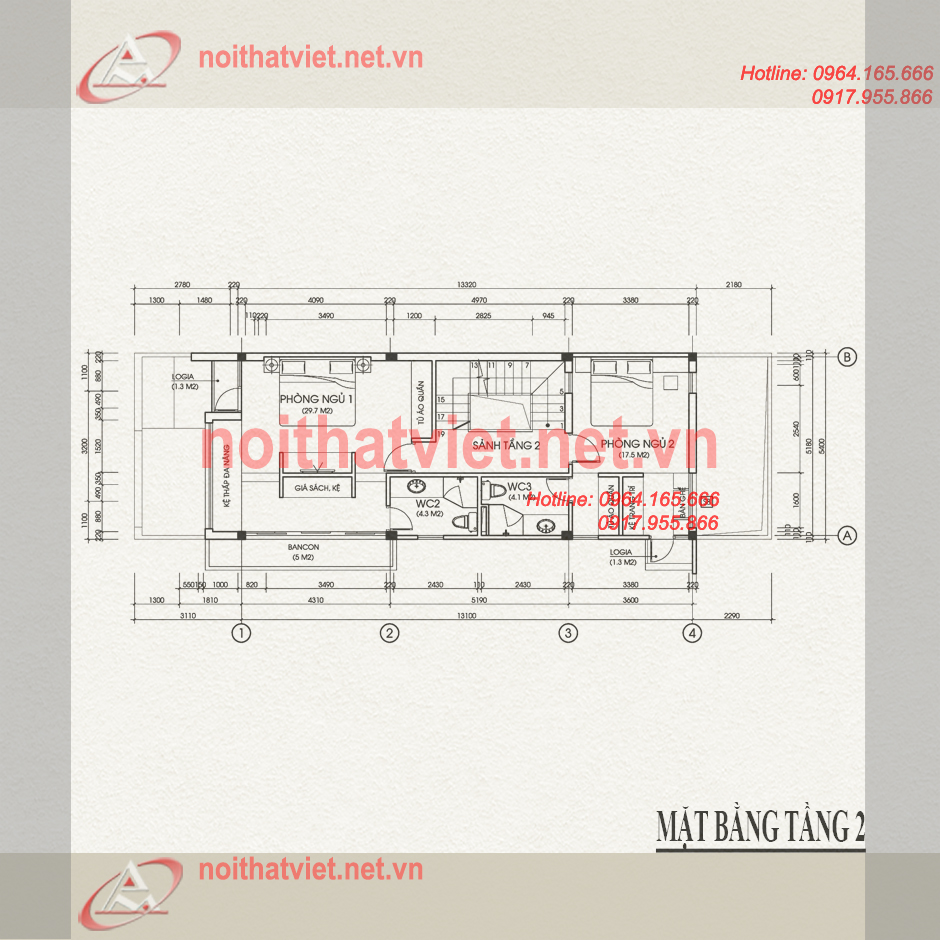 noithatviet.net.vn
Hotline: 0964.165.666
0917.955.866
2780 220 13320 2180
1300 1480 220 4090 220 4970 220 3380 220
110 220 3490 1200 2825 945
LOGIA
(1.3 M2)
PHÒNG NGỦ 1
(29.7 M2)
TỦ ÁO QUẦN
13 11 9 7
15 5
17 3
19
SẢNH TẦNG 2
PHÒNG NGỦ 2
(17.5 M2)
noithatviet.net.vn
KỆ THẤP ĐA NĂNG
GIÁ SÁCH, KỆ
WC2
(4.3 M2)
WC3
(4.1 M2)
Hotline: 0964.165.666
0917.955.866
BANCON
(5 M2)
LOGIA
(1.3 M2)
220 1100 880 490 350 3200 1520 350 490 1100 880 220
110 600 2540 5180 5400 1600 110
B
A
550 150 1000 820 3490 220 2430 110 2430 220 3380 220
1300 1810 4310 5190 3600
3110 13100 2290
1 2 3 4
MẶT BẰNG TẦNG 2
noithatviet.net.vn